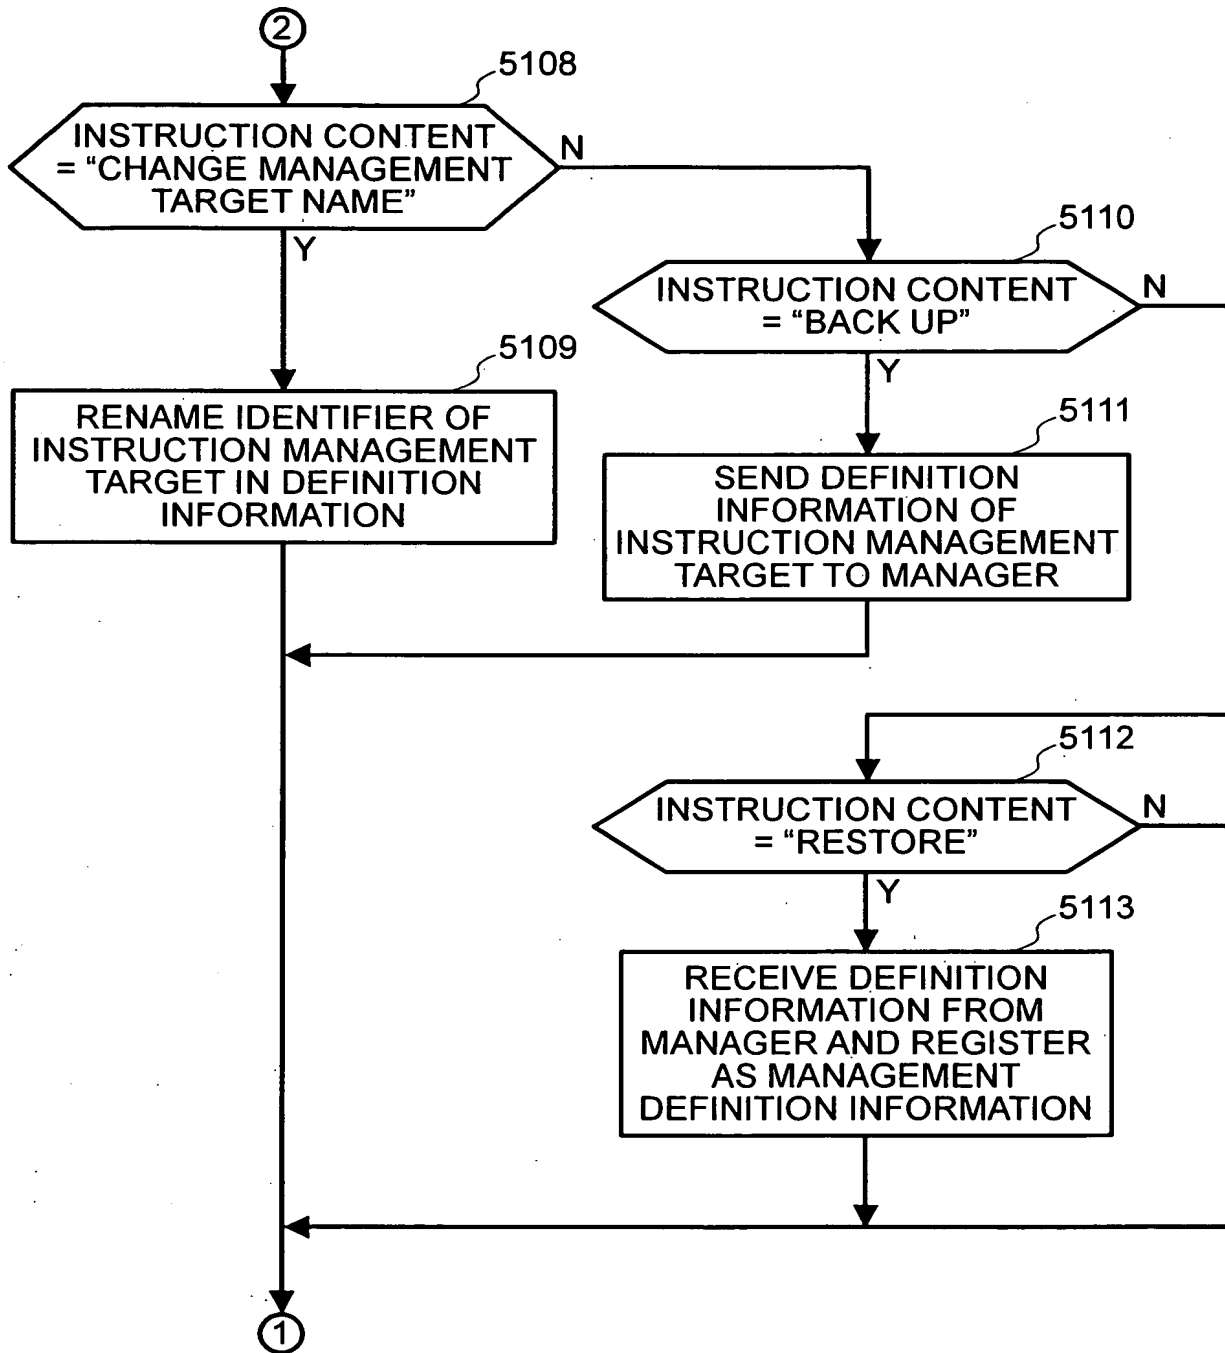 2
5108
INSTRUCTION CONTENT
= “CHANGE MANAGEMENT
TARGET NAME”
N
Y
5110
INSTRUCTION CONTENT
= “BACK UP”
N
Y
5109
RENAME IDENTIFIER OF
INSTRUCTION MANAGEMENT
TARGET IN DEFINITION
INFORMATION
5111
SEND DEFINITION
INFORMATION OF
INSTRUCTION MANAGEMENT
TARGET TO MANAGER
5112
INSTRUCTION CONTENT
= “RESTORE”
N
Y
5113
RECEIVE DEFINITION
INFORMATION FROM
MANAGER AND REGISTER
AS MANAGEMENT
DEFINITION INFORMATION
1